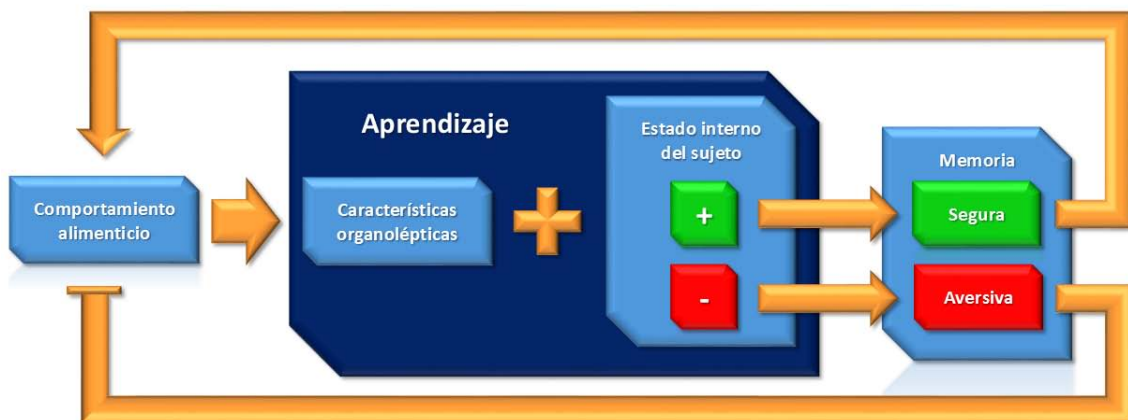 Aprendizaje
Estado interno
del sujeto
Memoria
Comportamiento
alimenticio
Características
organolépticas
+
Segura
-
Aversiva